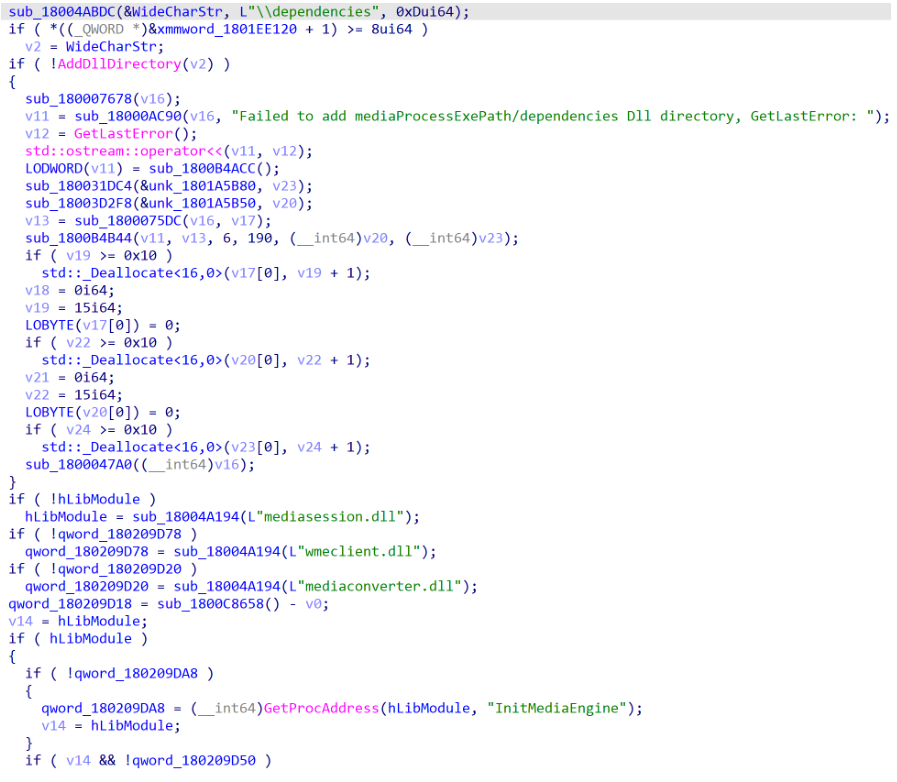 sub_18004ABDC(&WideCharStr, L"\\dependencies", 0xDui64);
if ( *((_QWORD *)&xmmword_1801EE120 + 1) >= 8ui64 )
v2 = WideCharStr;
if ( !AddDllDirectory(v2) )
{
sub_180007678(v16);
v11 = sub_18000AC90(v16, "Failed to add mediaProcessExePath/dependencies Dll directory, GetLastError: ");
v12 = GetLastError();
std::ostream::operator<<(v11, v12);
LODWORD(v11) = sub_1800B4ACC();
sub_180031DC4(&unk_1801A5B80, v23);
sub_18003D2F8(&unk_1801A5B50, v20);
v13 = sub_1800075DC(v16, v17);
sub_1800B4B44(v11, v13, 6, 190, (__int64)v20, (__int64)v23);
if ( v19 >= 0x10 )
std::_Deallocate<16,0>(v17[0], v19 + 1);
v18 = 0i64;
v19 = 15i64;
LOBYTE(v17[0]) = 0;
if ( v22 >= 0x10 )
std::_Deallocate<16,0>(v20[0], v22 + 1);
v21 = 0i64;
v22 = 15i64;
LOBYTE(v20[0]) = 0;
if ( v24 >= 0x10 )
std::_Deallocate<16,0>(v23[0], v24 + 1);
sub_1800047A0((__int64)v16);
}
if ( !hLibModule )
hLibModule = sub_18004A194(L"mediasession.dll");
if ( !qword_180209D78 )
qword_180209D78 = sub_18004A194(L"wmeclient.dll");
if ( !qword_180209D20 )
qword_180209D20 = sub_18004A194(L"mediaconverter.dll");
qword_180209D18 = sub_1800C8658() - v0;
v14 = hLibModule;
if ( hLibModule )
{
if ( !qword_180209DA8 )
{
qword_180209DA8 = (__int64)GetProcAddress(hLibModule, "InitMediaEngine");
v14 = hLibModule;
}
if ( v14 && !qword_180209D50 )